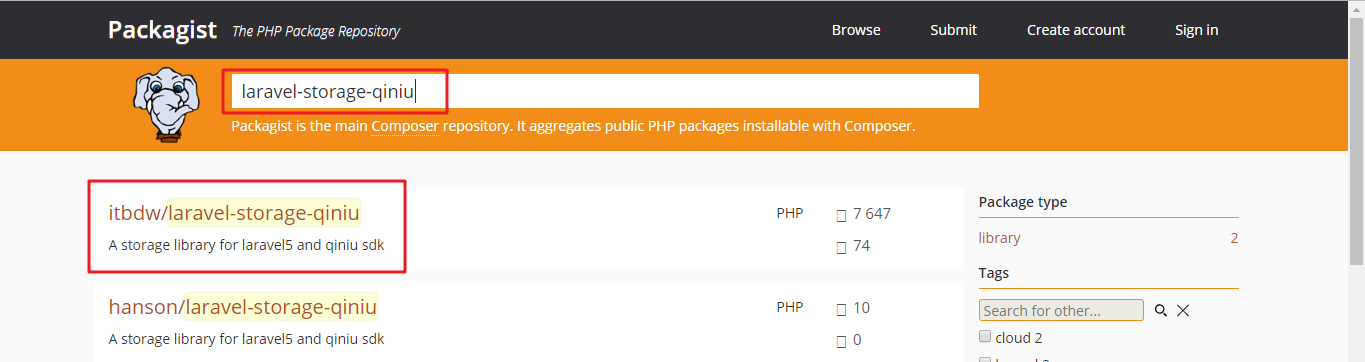 Packagist The PHP Package Repository Browse Submit Create account Sign in
laravel-storage-qiniu
Packagist is the main Composer repository. It aggregates public PHP packages installable with Composer.
itbdw/laravel-storage-qiniu PHP 7 647
A storage library for laravel5 and qiniu sdk 74
hanson/laravel-storage-qiniu PHP 10
A storage library for laravel5 and qiniu sdk 0
Package type
library 2
Tags
Search for other...
cloud 2